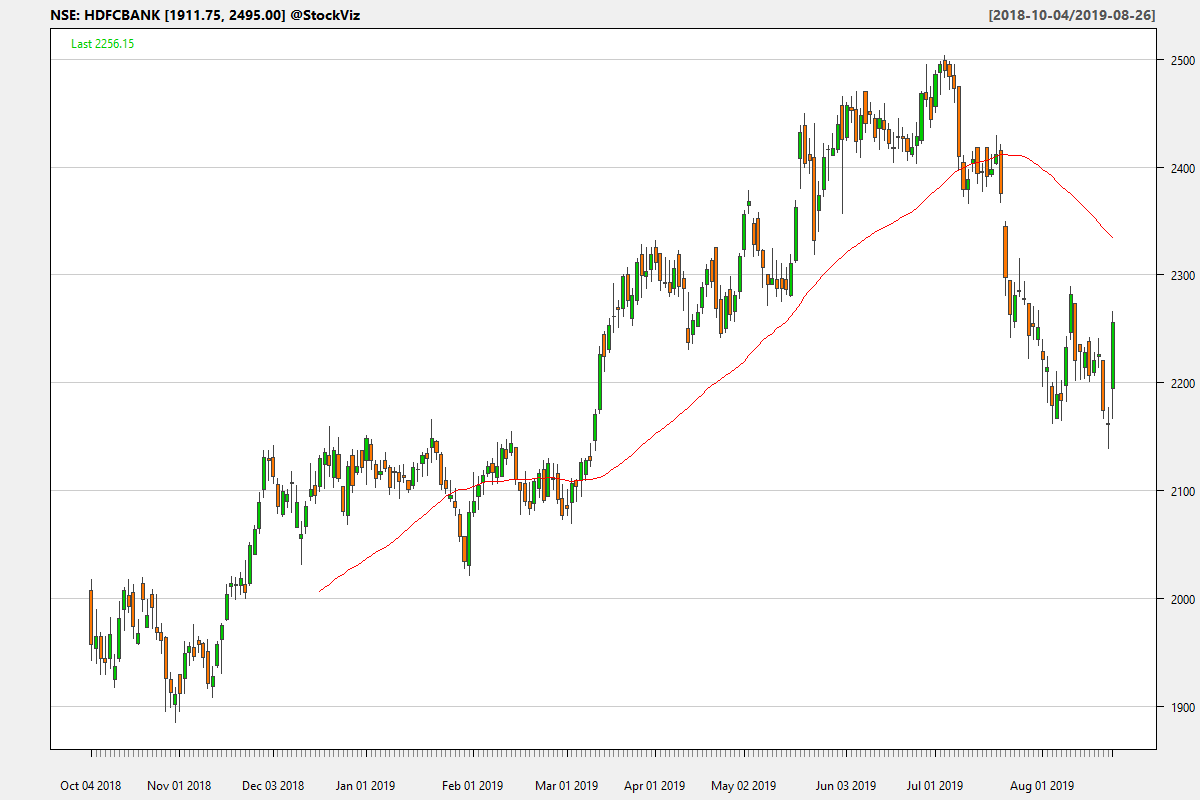 NSE: HDFCBANK [1911.75, 2495.00] @StockViz [2018-10-04/2019-08-26]
Last 2256.15
2500
2400
2300
2200
2100
2000
1900
Oct 04 2018 Nov 01 2018 Dec 03 2018 Jan 01 2019 Feb 01 2019 Mar 01 2019 Apr 01 2019 May 02 2019 Jun 03 2019 Jul 01 2019 Aug 01 2019